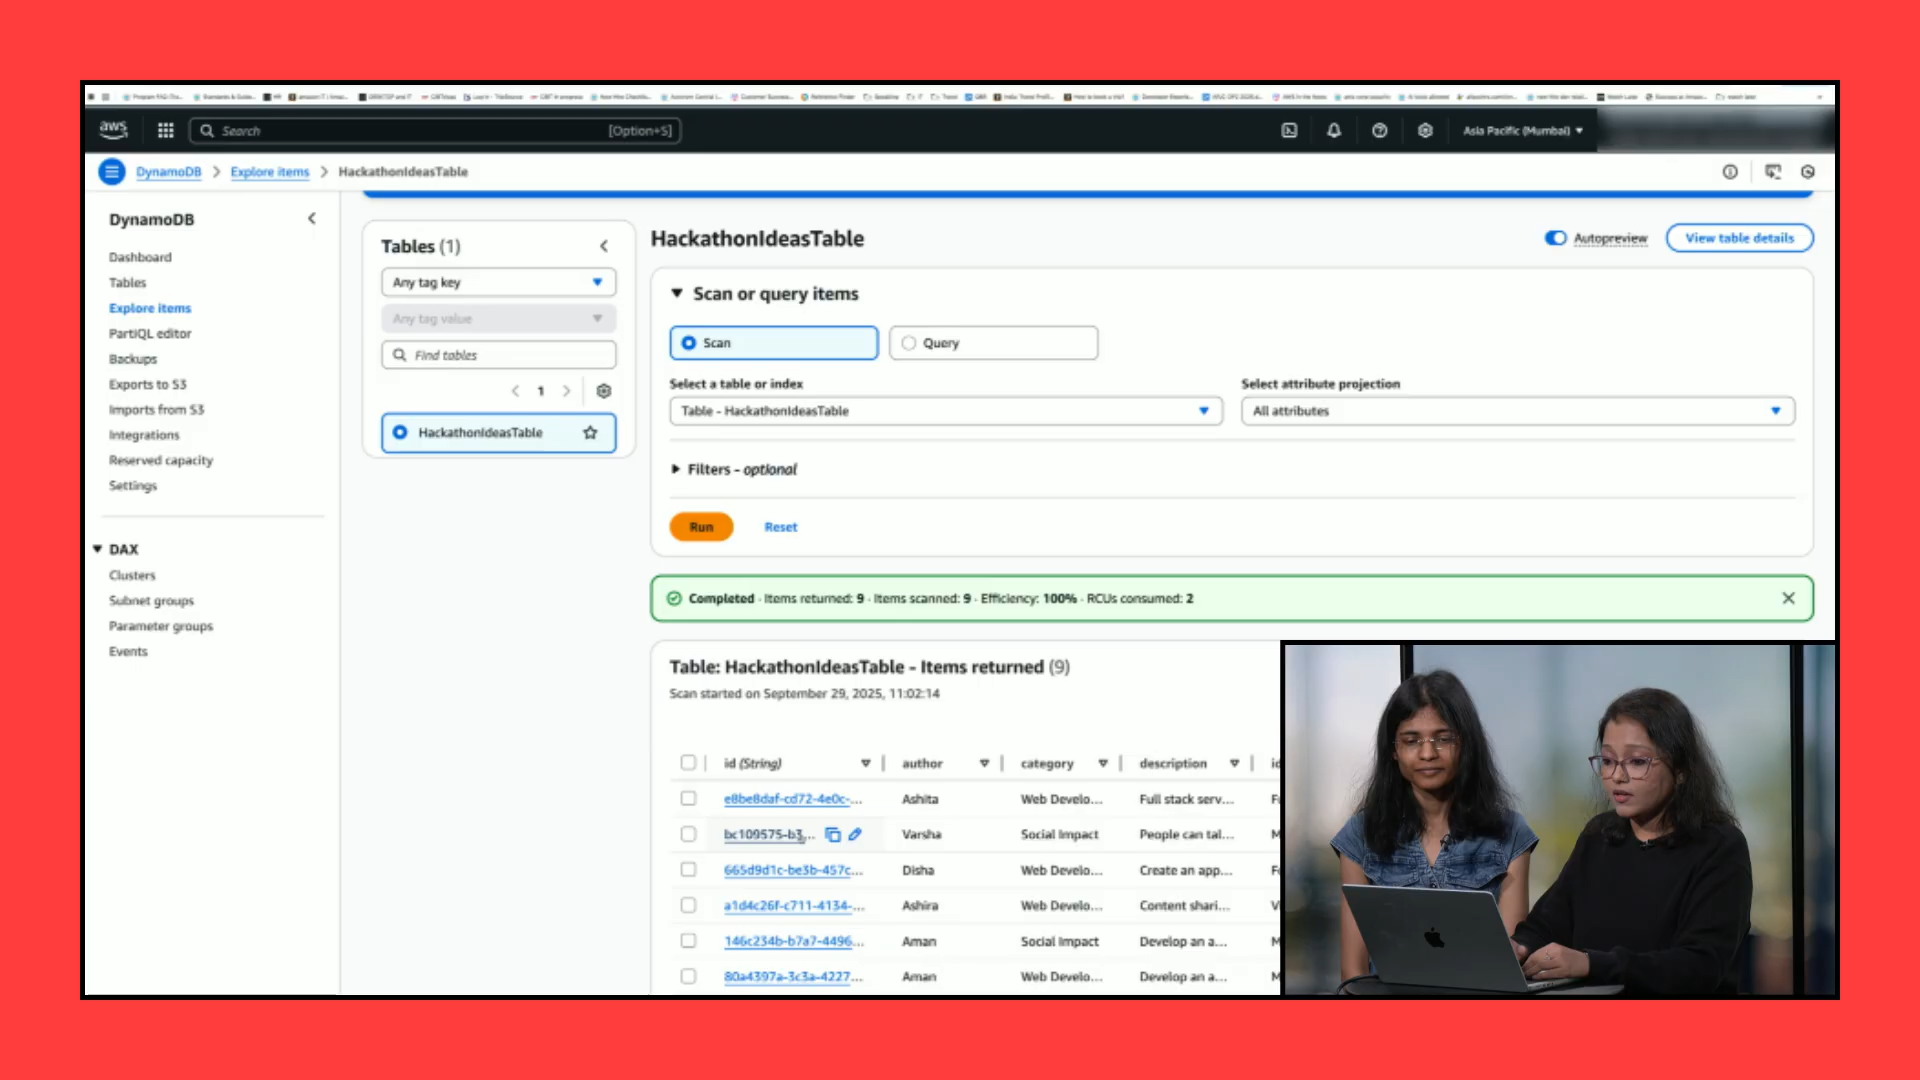 aws
Search
[Option+S]
Asia Pacific (Mumbai)
DynamoDB
Explore items
HackathonIdeasTable
DynamoDB
Dashboard
Tables
Explore items
PartiQL editor
Backups
Exports to S3
Imports from S3
Integrations
Reserved capacity
Settings
DAX
Clusters
Subnet groups
Parameter groups
Events
Tables (1)
Any tag key
Any tag value
Find tables
1
HackathonIdeasTable
HackathonIdeasTable
Autopreview
View table details
Scan or query items
Scan
Query
Select a table or index
Select attribute projection
Table - HackathonIdeasTable
All attributes
Filters - optional
Run
Reset
Completed · Items returned: 9 · Items scanned: 9 · Efficiency: 100% · RCUs consumed: 2
Table: HackathonIdeasTable - Items returned (9)
Scan started on September 29, 2025, 11:02:14
id (String) author category description
e8be8daf-cd72-4e0c-... Ashita Web Develo... Full stack serv...
bc109575-b3... Varsha Social Impact People can tal... M
665d9d1c-be3b-457c... Disha Web Develo... Create an app...
a1d4c26f-c711-4134-... Ashira Web Develo... Content shari... V
146c234b-b7a7-4496... Aman Social Impact Develop an a... M
80a4397a-3c3a-4227... Aman Web Develo... Develop an a... M